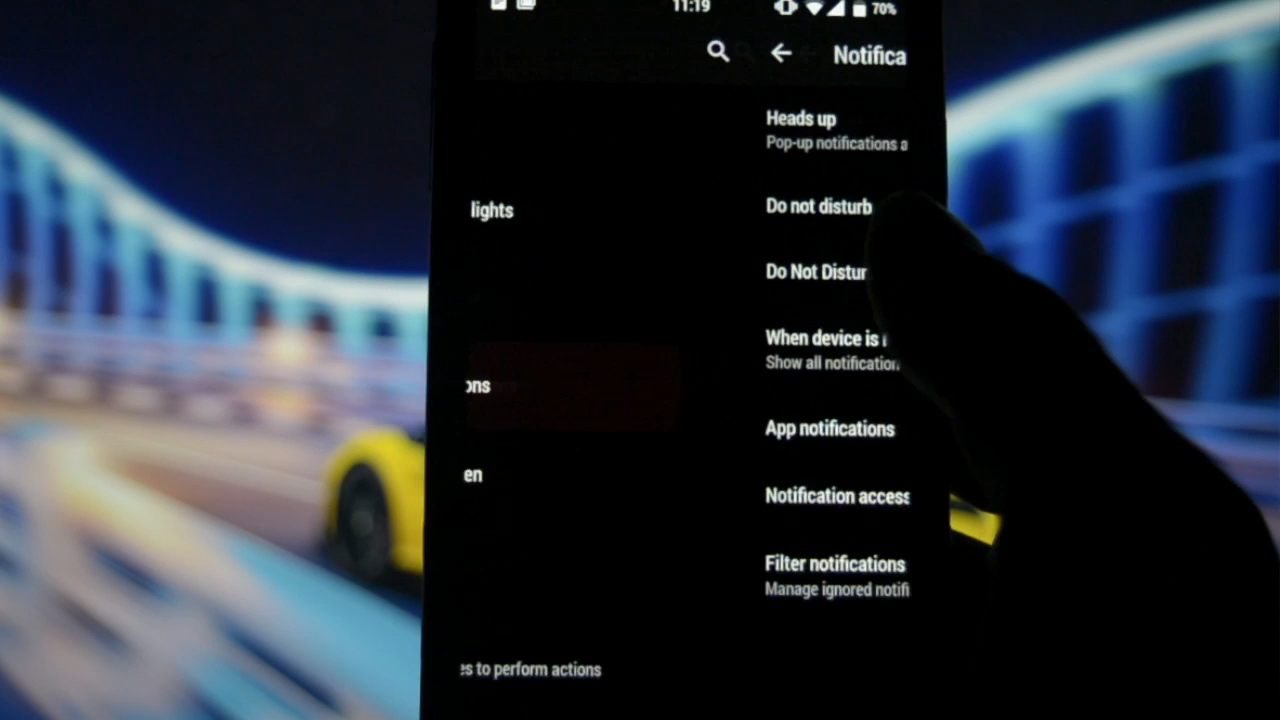 11:19
70%
Notifica
Heads up
Pop-up notifications a
Do not disturb
lights
Do Not Distur
When device is
Show all notification
ons
App notifications
en
Notification access
Filter notifications
Manage ignored notifi
es to perform actions